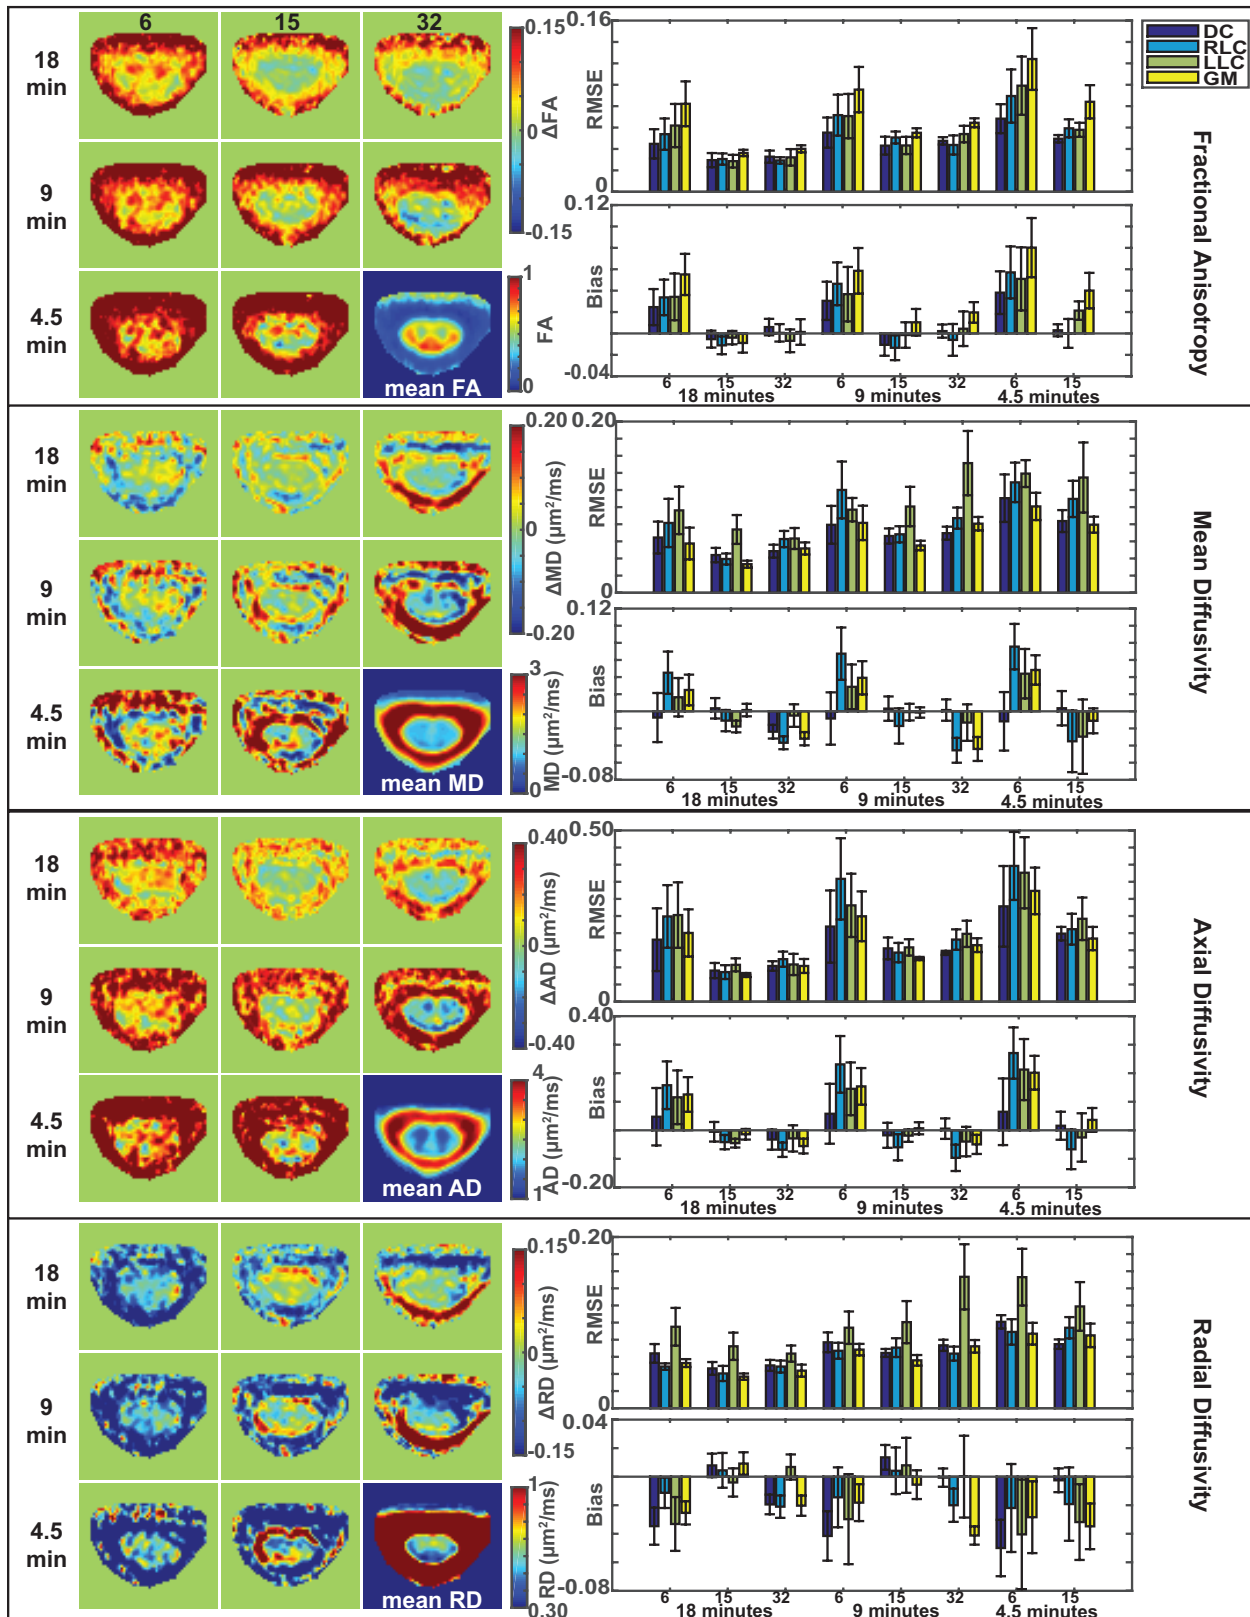 6 15 32
18 min
9 min
4.5 min
0.15
0
-0.15
ΔFA
1
0
FA
mean FA
0.16
RMSE
0
0.12
Bias
-0.04
6 15 32 6 15 32 6 15
18 minutes 9 minutes 4.5 minutes
DC
RLC
LLC
GM
Fractional Anisotropy
18 min
9 min
4.5 min
0.20
0
-0.20
ΔMD (µm²/ms)
3
0
MD (µm²/ms)
mean MD
0.20
RMSE
0
0.12
Bias
-0.08
6 15 32 6 15 32 6 15
18 minutes 9 minutes 4.5 minutes
Mean Diffusivity
18 min
9 min
4.5 min
0.40
0
-0.40
ΔAD (µm²/ms)
4
1
AD (µm²/ms)
mean AD
0.50
RMSE
0
0.40
Bias
-0.20
6 15 32 6 15 32 6 15
18 minutes 9 minutes 4.5 minutes
Axial Diffusivity
18 min
9 min
4.5 min
0.15
0
-0.15
ΔRD (µm²/ms)
1
0.30
RD (µm²/ms)
mean RD
0.20
RMSE
0
0.04
Bias
-0.08
6 15 32 6 15 32 6 15
18 minutes 9 minutes 4.5 minutes
Radial Diffusivity